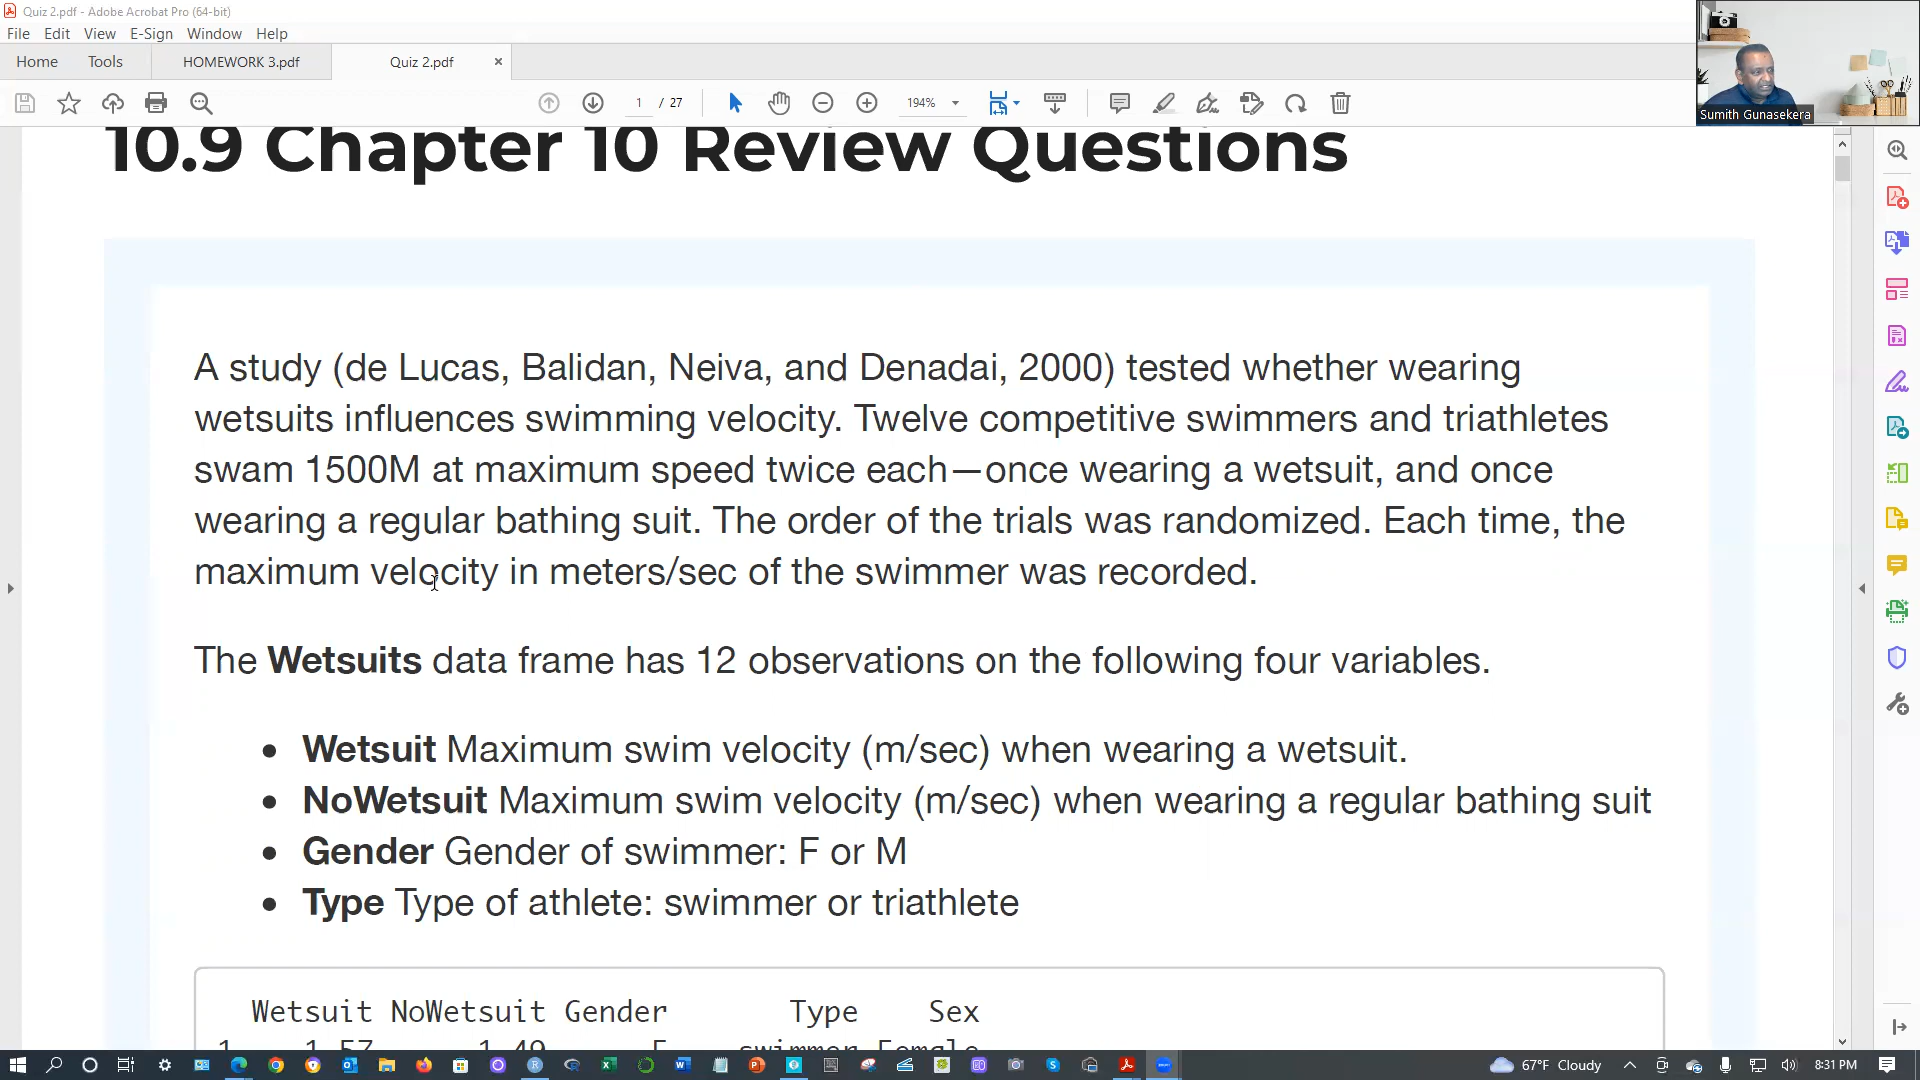 Quiz 2.pdf - Adobe Acrobat Pro (64-bit)
File Edit View E-Sign Window Help
Home Tools HOMEWORK 3.pdf Quiz 2.pdf ×
1 / 27 194%
Sumith Gunasekera
10.9 Chapter 10 Review Questions
A study (de Lucas, Balidan, Neiva, and Denadai, 2000) tested whether wearing
wetsuits influences swimming velocity. Twelve competitive swimmers and triathletes
swam 1500M at maximum speed twice each—once wearing a wetsuit, and once
wearing a regular bathing suit. The order of the trials was randomized. Each time, the
maximum velocity in meters/sec of the swimmer was recorded.
The Wetsuits data frame has 12 observations on the following four variables.
• Wetsuit Maximum swim velocity (m/sec) when wearing a wetsuit.
• NoWetsuit Maximum swim velocity (m/sec) when wearing a regular bathing suit
• Gender Gender of swimmer: F or M
• Type Type of athlete: swimmer or triathlete
Wetsuit NoWetsuit Gender Type Sex
1 1.57 1.49 F swimmer Female
67°F Cloudy 8:31 PM